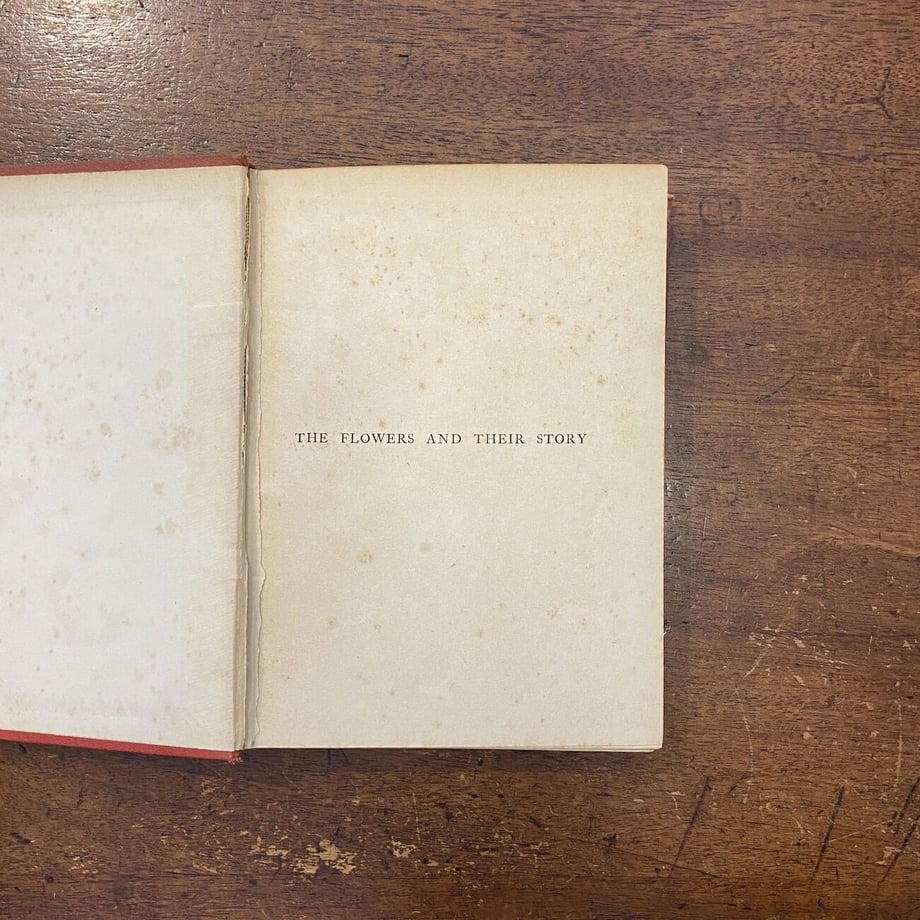 THE FLOWERS AND THEIR STORY